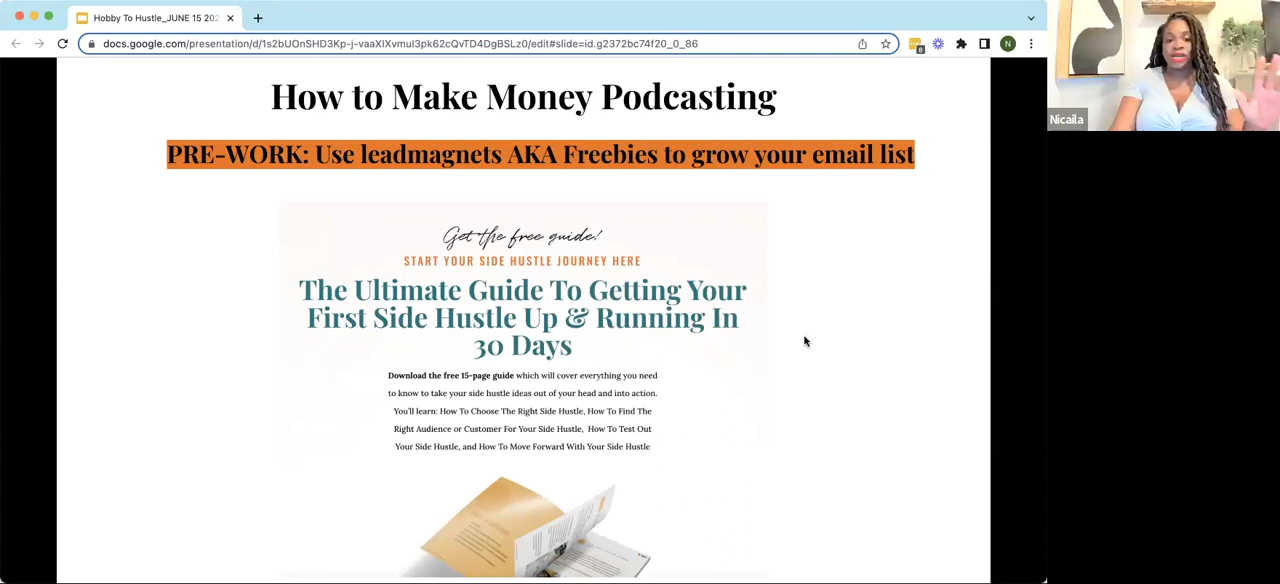 Hobby To Hustle_JUNE 15 202
docs.google.com/presentation/d/1s2bUOnSHD3Kp-j-vaaXIXvmuI3pk62cQvTD4DgBSLz0/edit#slide=id.g2372bc74f20_0_86
8
N
Nicaila
How to Make Money Podcasting
PRE-WORK: Use leadmagnets AKA Freebies to grow your email list
Get the free guide!
START YOUR SIDE HUSTLE JOURNEY HERE
The Ultimate Guide To Getting Your
First Side Hustle Up & Running In
30 Days
Download the free 15-page guide which will cover everything you need
to know to take your side hustle ideas out of your head and into action.
You'll learn: How To Choose The Right Side Hustle, How To Find The
Right Audience or Customer For Your Side Hustle, How To Test Out
Your Side Hustle, and How To Move Forward With Your Side Hustle